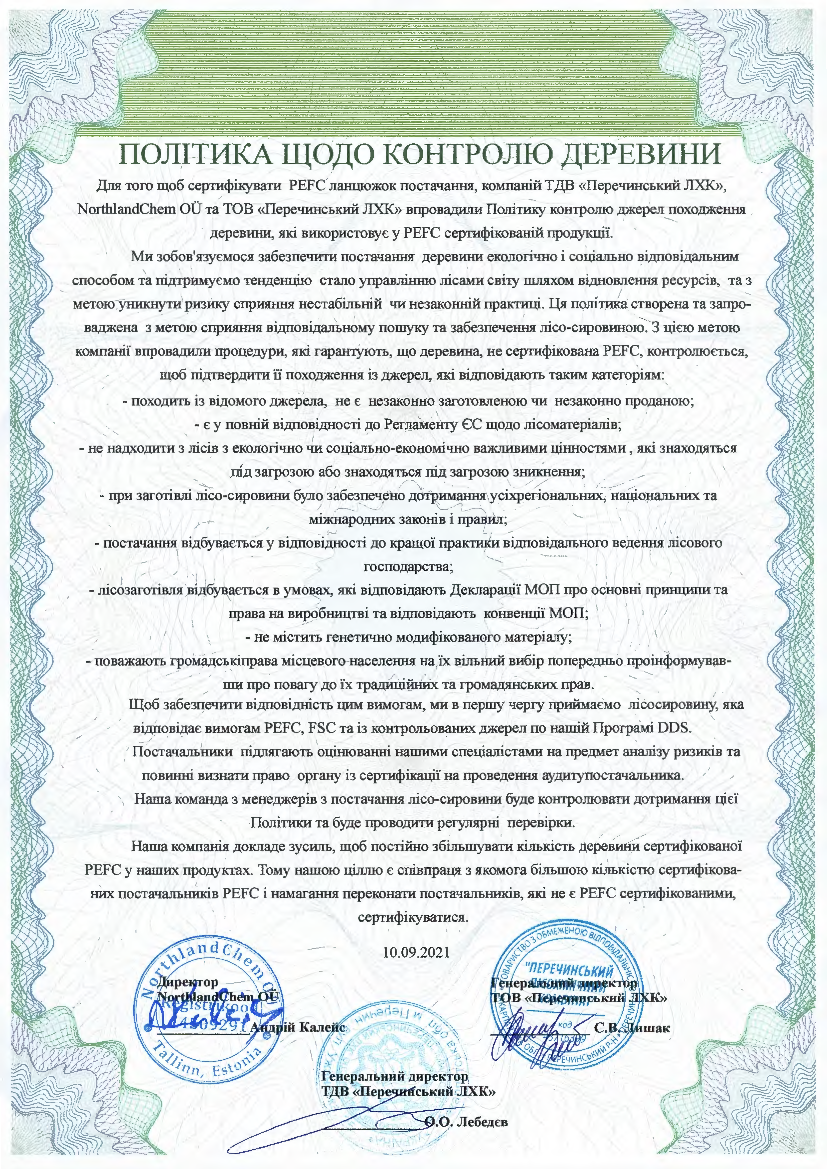 ПОЛІТИКА ЩОДО КОНТРОЛЮ ДЕРЕВИНИ
Для того щоб сертифікувати PEFC ланцюжок постачання, компаній ТДВ «Перечинський ЛХК»,
NorthlandChem OÜ та ТОВ «Перечинський ЛХК» впровадили Політику контролю джерел походження
деревини, які використовує у PEFC сертифікованій продукції.
Ми зобов'язуємося забезпечити постачання деревини екологічно і соціально відповідальним
способом та підтримуємо тенденцію стало управлінню лісами світу шляхом відновлення ресурсів, та з
метою уникнути ризику сприяння нестабільній чи незаконній практиці. Ця політика створена та запро-
ваджена з метою сприяння відповідальному пошуку та забезпечення лісо-сировиною. З цією метою
компанії впровадили процедури, які гарантують, що деревина, не сертифікована PEFC, контролюється,
щоб підтвердити її походження із джерел, які відповідають таким категоріям:
- походить із відомого джерела, не є незаконно заготовленою чи незаконно проданою;
- є у повній відповідності до Регламенту ЄС щодо лісоматеріалів;
- не надходити з лісів з екологічно чи соціально-економічно важливими цінностями , які знаходяться
під загрозою або знаходяться під загрозою зникнення;
- при заготівлі лісо-сировини було забезпечено дотримання усіхрегіональних, національних та
міжнародних законів і правил;
- постачання відбувається у відповідності до кращої практики відповідального ведення лісового
господарства;
- лісозаготівля відбувається в умовах, які відповідають Декларації МОП про основні принципи та
права на виробництві та відповідають конвенції МОП;
- не містить генетично модифікованого матеріалу;
- поважають громадськіправа місцевого населення на їх вільний вибір попередньо проінформував-
ши про повагу до їх традиційних та громадянських прав.
Щоб забезпечити відповідність цим вимогам, ми в першу чергу приймаємо лісосировину, яка
відповідає вимогам PEFC, FSC та із контрольованих джерел по нашій Програмі DDS.
Постачальники підлягають оцінюванні нашими спеціалістами на предмет аналізу ризиків та
повинні визнати право органу із сертифікації на проведення аудитупостачальника.
Наша команда з менеджерів з постачання лісо-сировини буде контролювати дотримання цієї
Політики та буде проводити регулярні перевірки.
Наша компанія докладе зусиль, щоб постійно збільшувати кількість деревини сертифікованої
PEFC у наших продуктах. Тому нашою ціллю є співпраця з якомога більшою кількістю сертифікова-
них постачальників PEFC і намагання переконати постачальників, які не є PEFC сертифікованими,
сертифікуватися.
10.09.2021
Директор
NorthlandChem OÜ
Андрій Калейс
NorthlandChem OÜ
Tallinn, Estonia
Генеральний директор
ТОВ «Перечинський ЛХК»
С.В. Лишак
"ПЕРЕЧИНСЬКИЙ
Генеральний директор
ТДВ «Перечинський ЛХК»
О.О. Лебедєв